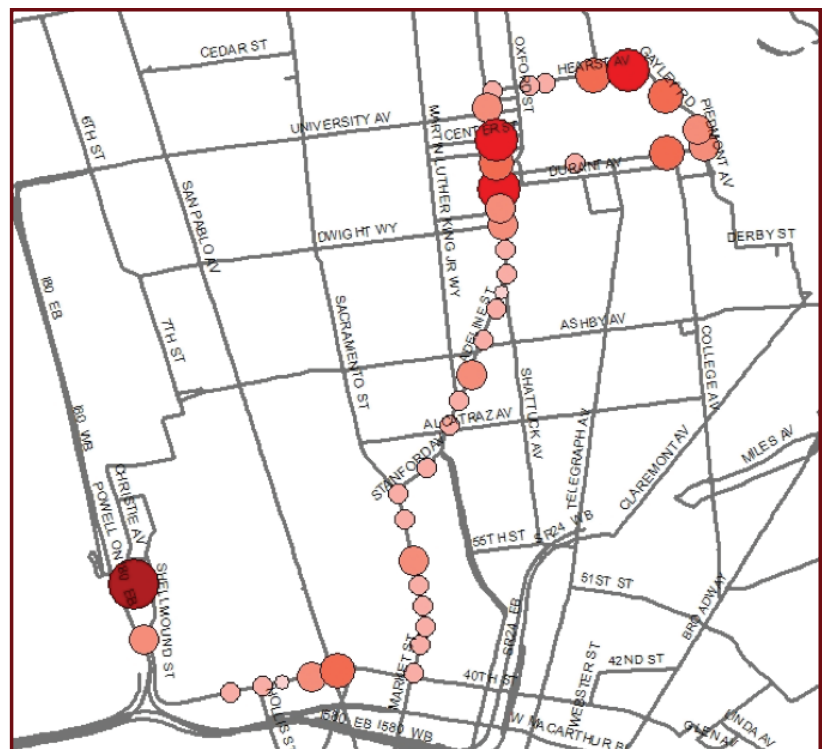 CEDAR ST
OXFORD ST
HEARST AV
GAYLEY RD
6TH ST
UNIVERSITY AV
MARTIN LUTHER KING JR WY
CENTER ST
PIEDMONT AV
SAN PABLO AV
DURANT AV
DWIGHT WY
DERBY ST
I80 EB
7TH ST
SACRAMENTO ST
ADELINE ST
ASHBY AV
COLLEGE AV
SHATTUCK AV
I80 WB
ALCATRAZ AV
TELEGRAPH AV
CLAREMONT AV
MILES AV
CHRISTIE AV
STANFORD AV
POWELL ON
I80 EB
55TH ST
SR24 WB
SHELLMOUND ST
51ST ST
BROADWAY
SR24 EB
WEBSTER ST
42ND ST
MARKET ST
40TH ST
HOLLIS ST
I580 EB
I580 WB
W MACARTHUR B
GLEN AV
LINDA AV